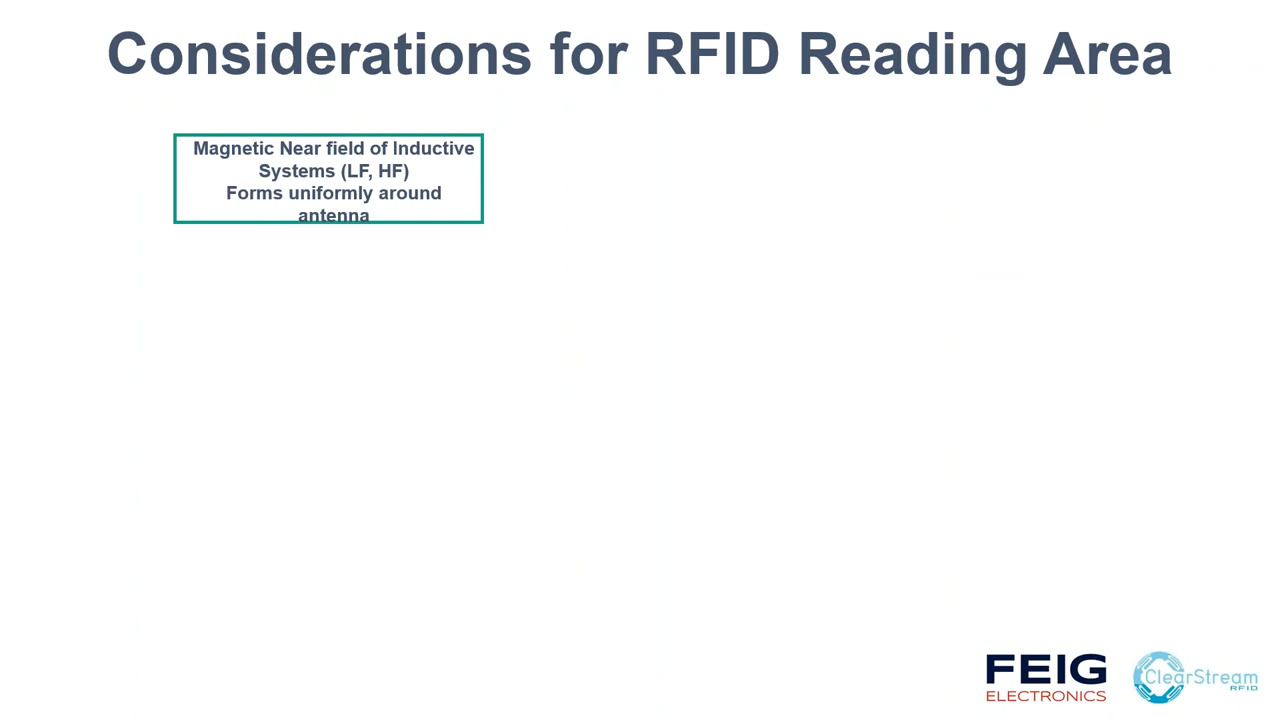 Considerations for RFID Reading Area
Magnetic Near field of Inductive
Systems (LF, HF)
Forms uniformly around
antenna
FEIG
ELECTRONICS
ClearStream
RFID